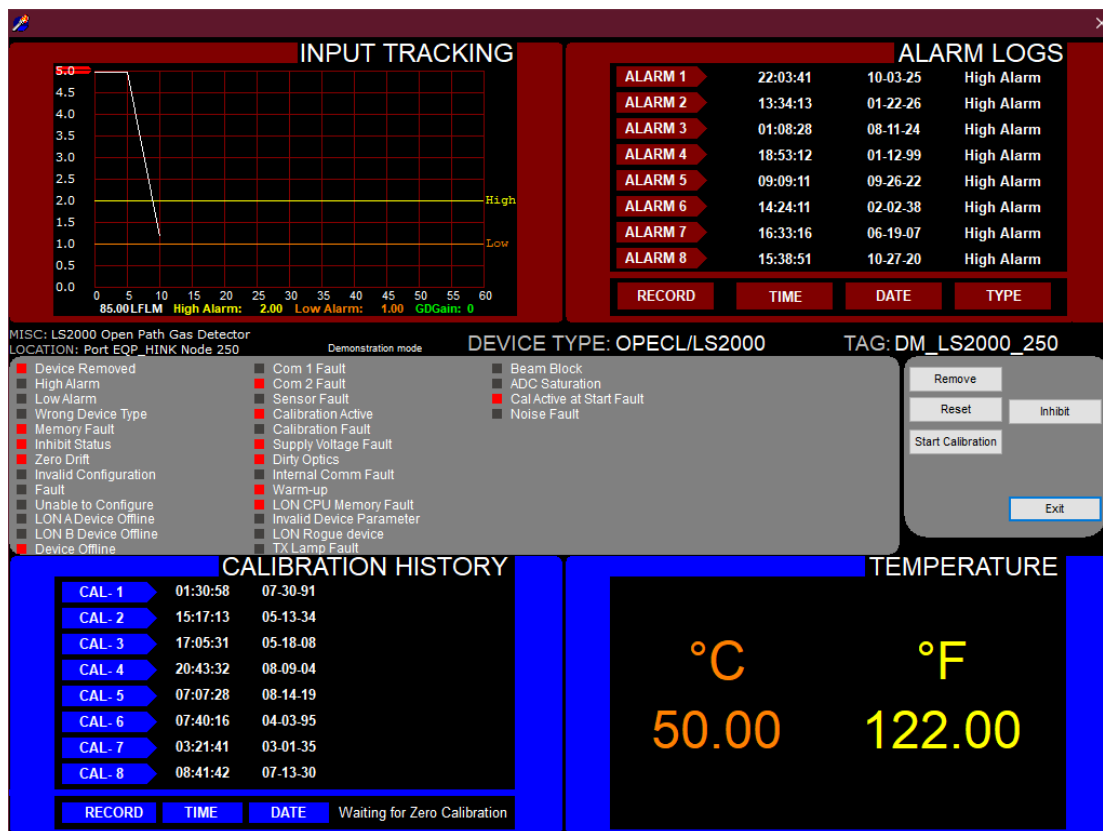 INPUT TRACKING
5.0
4.5
4.0
3.5
3.0
2.5
2.0
1.5
1.0
0.5
0.0
High
Low
0 5 10 15 20 25 30 35 40 45 50 55 60
85.00LFLM High Alarm: 2.00 Low Alarm: 1.00 GDGain: 0
ALARM LOGS
ALARM 1 22:03:41 10-03-25 High Alarm
ALARM 2 13:34:13 01-22-26 High Alarm
ALARM 3 01:08:28 08-11-24 High Alarm
ALARM 4 18:53:12 01-12-99 High Alarm
ALARM 5 09:09:11 09-26-22 High Alarm
ALARM 6 14:24:11 02-02-38 High Alarm
ALARM 7 16:33:16 06-19-07 High Alarm
ALARM 8 15:38:51 10-27-20 High Alarm
RECORD TIME DATE TYPE
MISC: LS2000 Open Path Gas Detector
LOCATION: Port EQP_HINK Node 250
Demonstration mode
DEVICE TYPE: OPECL/LS2000
TAG: DM_LS2000_250
Device Removed
High Alarm
Low Alarm
Wrong Device Type
Memory Fault
Inhibit Status
Zero Drift
Invalid Configuration
Fault
Unable to Configure
LON A Device Offline
LON B Device Offline
Device Offline
Com 1 Fault
Com 2 Fault
Sensor Fault
Calibration Active
Calibration Fault
Supply Voltage Fault
Dirty Optics
Internal Comm Fault
Warm-up
LON CPU Memory Fault
Invalid Device Parameter
LON Rogue device
TX Lamp Fault
Beam Block
ADC Saturation
Cal Active at Start Fault
Noise Fault
Remove
Reset
Inhibit
Start Calibration
Exit
CALIBRATION HISTORY
CAL- 1 01:30:58 07-30-91
CAL- 2 15:17:13 05-13-34
CAL- 3 17:05:31 05-18-08
CAL- 4 20:43:32 08-09-04
CAL- 5 07:07:28 08-14-19
CAL- 6 07:40:16 04-03-95
CAL- 7 03:21:41 03-01-35
CAL- 8 08:41:42 07-13-30
RECORD TIME DATE Waiting for Zero Calibration
TEMPERATURE
°C °F
50.00 122.00